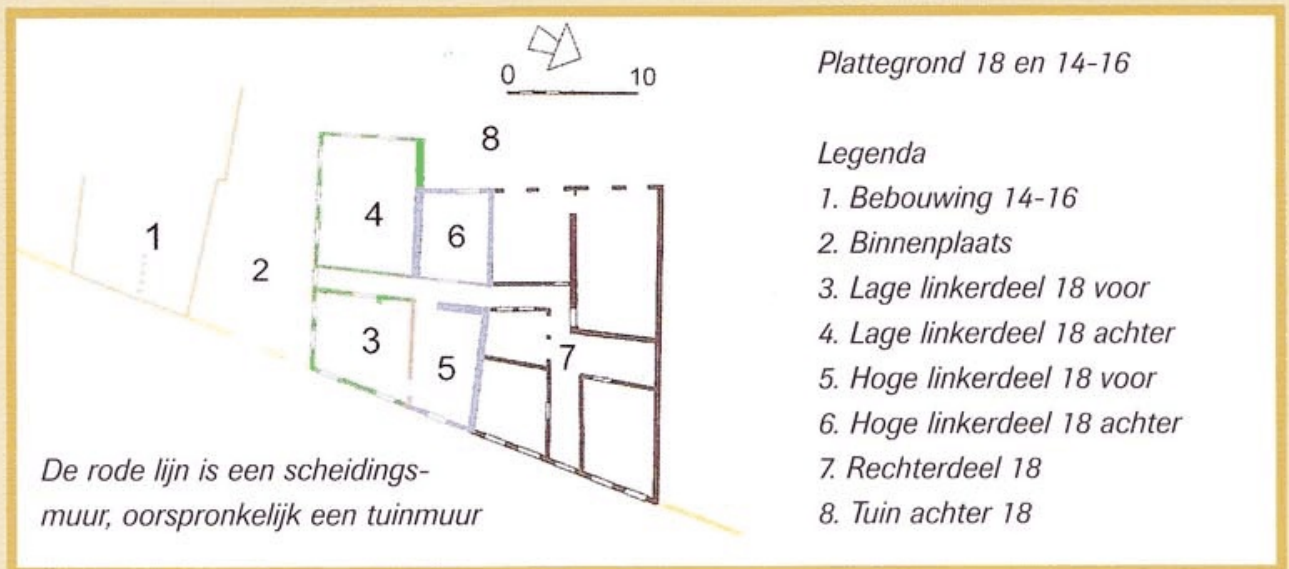 0 10
8
4
6
1
2
3
5
7
De rode lijn is een scheidings-
muur, oorspronkelijk een tuinmuur
Plattegrond 18 en 14-16
Legenda
1. Bebouwing 14-16
2. Binnenplaats
3. Lage linkerdeel 18 voor
4. Lage linkerdeel 18 achter
5. Hoge linkerdeel 18 voor
6. Hoge linkerdeel 18 achter
7. Rechterdeel 18
8. Tuin achter 18